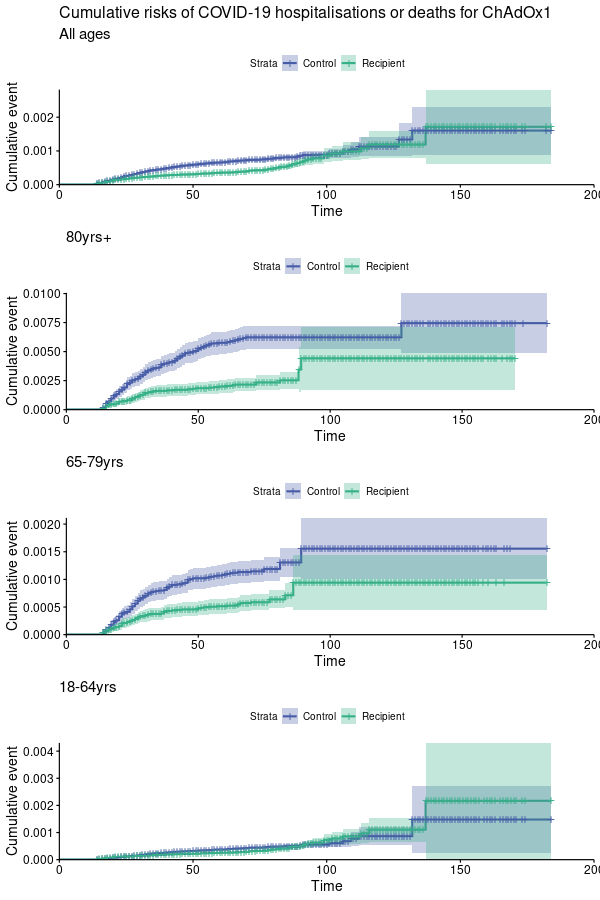 Cumulative risks of COVID-19 hospitalisations or deaths for ChAdOx1
All ages
Strata Control Recipient
Cumulative event
0.002
0.001
0.000
0 50 100 150 200
Time
80yrs+
Strata Control Recipient
Cumulative event
0.0100
0.0075
0.0050
0.0025
0.0000
0 50 100 150 200
Time
65-79yrs
Strata Control Recipient
Cumulative event
0.0020
0.0015
0.0010
0.0005
0.0000
0 50 100 150 200
Time
18-64yrs
Strata Control Recipient
Cumulative event
0.004
0.003
0.002
0.001
0.000
0 50 100 150 200
Time